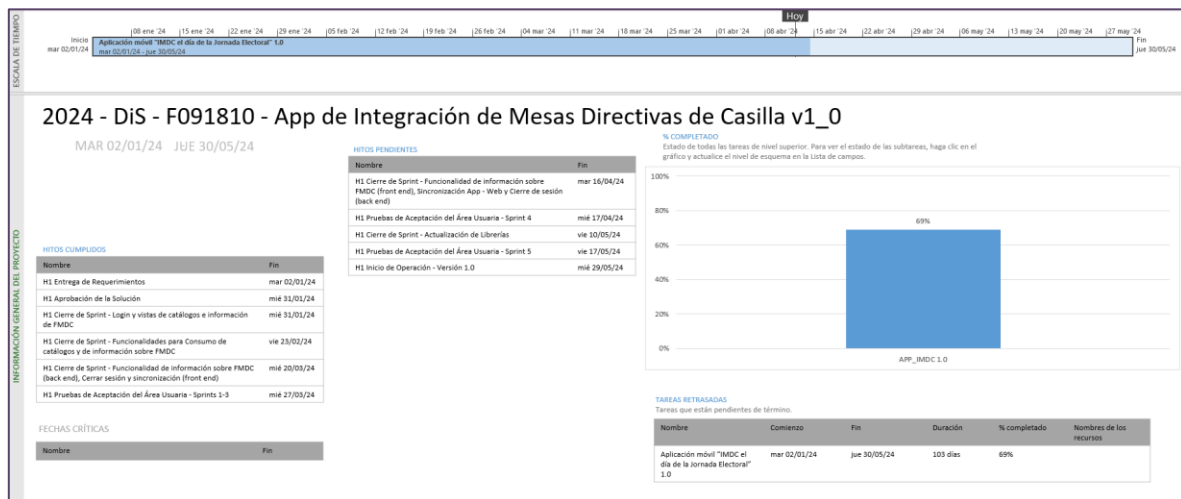 ESCALA DE TIEMPO
Hoy
08 ene '24 15 ene '24 22 ene '24 29 ene '24 05 feb '24 12 feb '24 19 feb '24 26 feb '24 04 mar '24 11 mar '24 18 mar '24 25 mar '24 01 abr '24 08 abr '24 15 abr '24 22 abr '24 29 abr '24 06 may '24 13 may '24 20 may '24 27 may '24
Inicio
mar 02/01/24
Aplicación móvil "IMDC el día de la Jornada Electoral" 1.0
mar 02/01/24 - jue 30/05/24
Fin
jue 30/05/24
INFORMACIÓN GENERAL DEL PROYECTO
2024 - DiS - F091810 - App de Integración de Mesas Directivas de Casilla v1_0
MAR 02/01/24 JUE 30/05/24
HITOS CUMPLIDOS
Nombre Fin
H1 Entrega de Requerimientos mar 02/01/24
H1 Aprobación de la Solución mié 31/01/24
H1 Cierre de Sprint - Login y vistas de catálogos e información mié 31/01/24
de FMDC
H1 Cierre de Sprint - Funcionalidades para Consumo de vie 23/02/24
catálogos y de información sobre FMDC
H1 Cierre de Sprint - Funcionalidad de información sobre FMDC mié 20/03/24
(back end), Cerrar sesión y sincronización (front end)
H1 Pruebas de Aceptación del Área Usuaria - Sprints 1-3 mié 27/03/24
FECHAS CRÍTICAS
Nombre Fin
HITOS PENDIENTES
Nombre Fin
H1 Cierre de Sprint - Funcionalidad de información sobre mar 16/04/24
FMDC (front end), Sincronización App - Web y Cierre de sesión
(back end)
H1 Pruebas de Aceptación del Área Usuaria - Sprint 4 mié 17/04/24
H1 Cierre de Sprint - Actualización de Librerías vie 10/05/24
H1 Pruebas de Aceptación del Área Usuaria - Sprint 5 vie 17/05/24
H1 Inicio de Operación - Versión 1.0 mié 29/05/24
% COMPLETADO
Estado de todas las tareas de nivel superior. Para ver el estado de las subtareas, haga clic en el
gráfico y actualice el nivel de esquema en la Lista de campos.
100%
80%
60%
40%
20%
0%
69%
APP_IMDC 1.0
TAREAS RETRASADAS
Tareas que están pendientes de término.
Nombre Comienzo Fin Duración % completado Nombres de los
recursos
Aplicación móvil "IMDC el mar 02/01/24 jue 30/05/24 103 días 69%
día de la Jornada Electoral"
1.0